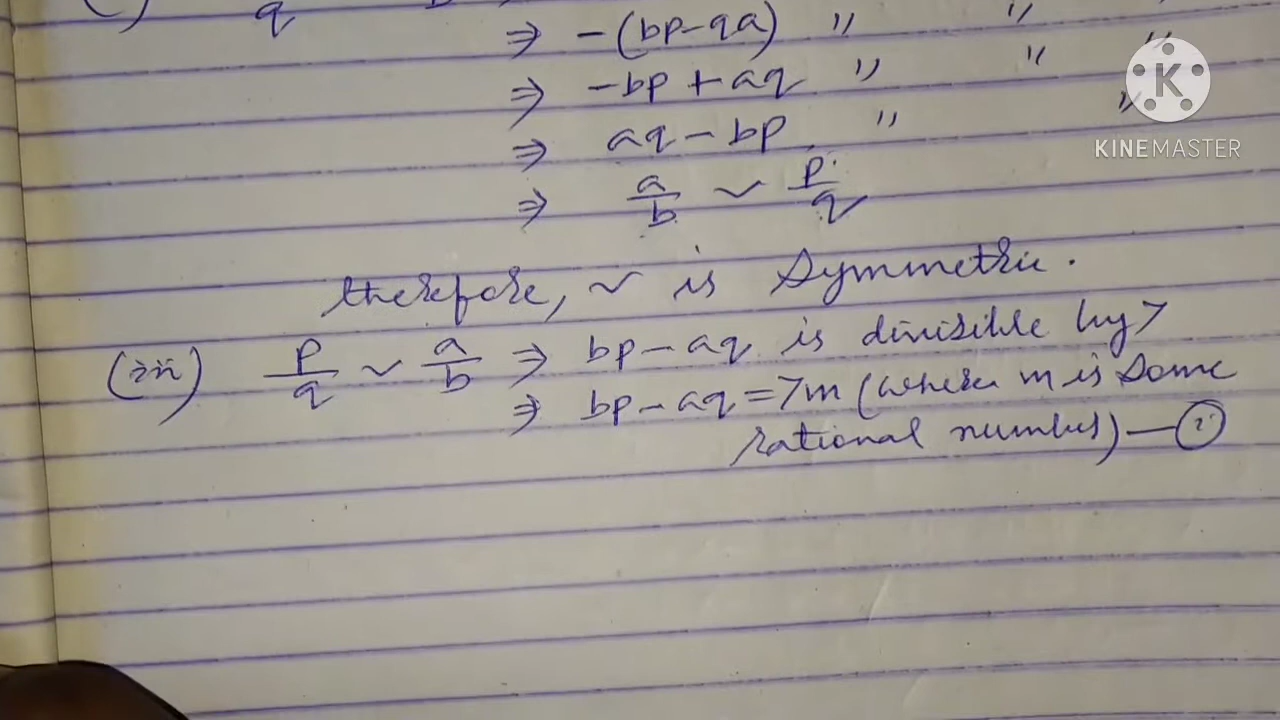 q
⇒ -(bp-qa) " " "
⇒ -bp + aq " " "
⇒ aq - bp " "
⇒ a/b ~ p/q
therefore, ~ is Symmetric.
p/q ~ a/b ⇒ bp - aq is divisible by 7
⇒ bp - aq = 7m (where m is some
rational number) — (i)
K
KINEMASTER